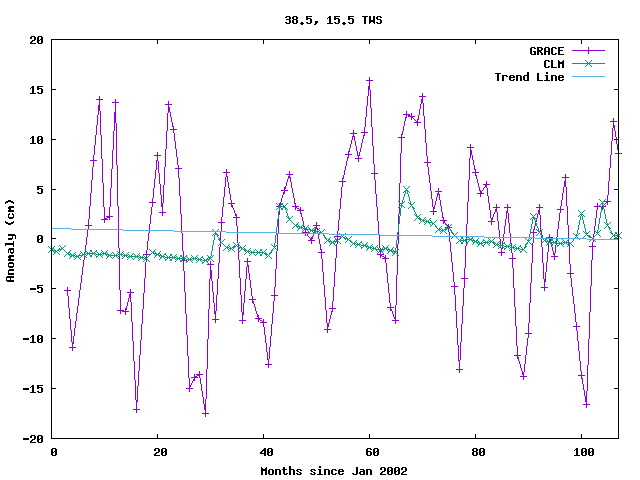 38.5, 15.5 TWS
GRACE
CLM
Trend Line
20
15
10
5
0
-5
-10
-15
-20
Anomaly (cm)
0 20 40 60 80 100
Months since Jan 2002